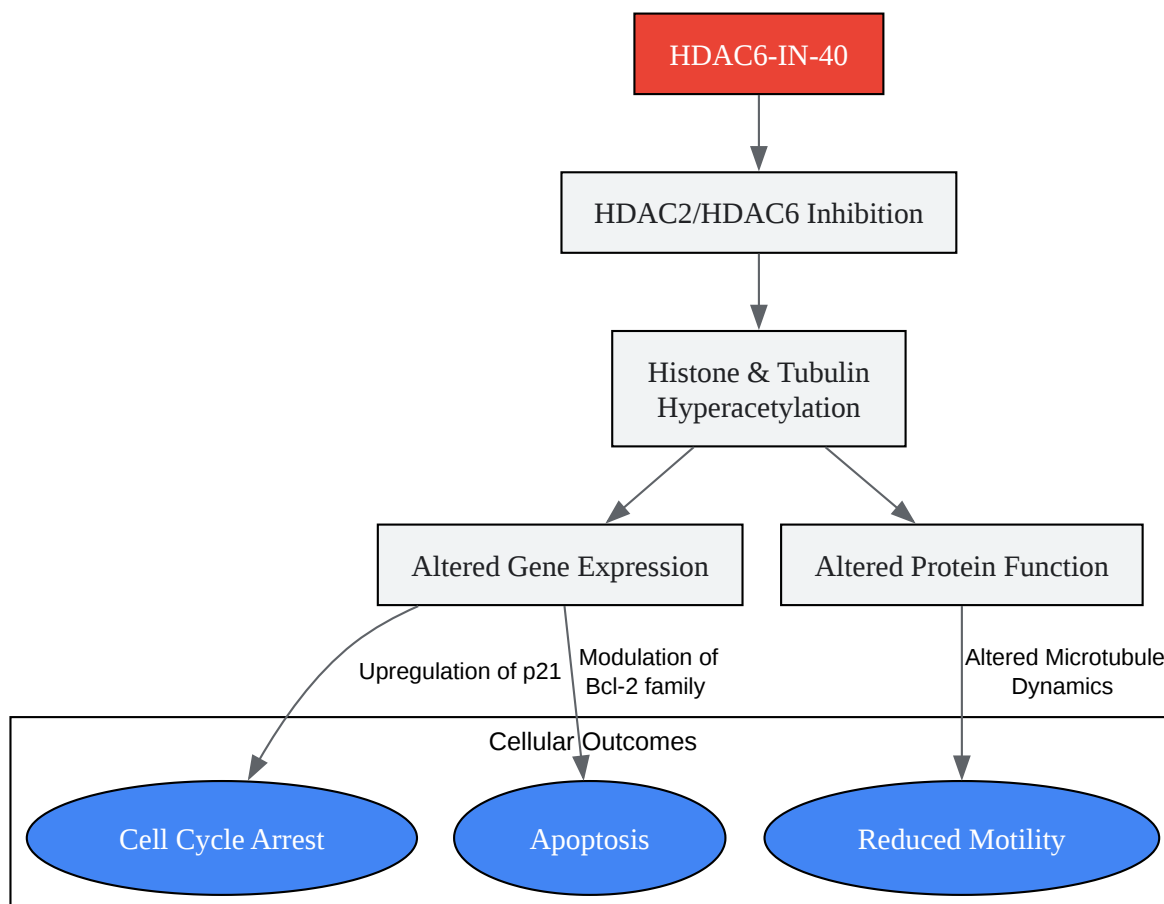 HDAC6-IN-40
HDAC2/HDAC6 Inhibition
Histone & Tubulin
Hyperacetylation
Altered Gene Expression
Altered Protein Function
Upregulation of p21
Modulation of
Bcl-2 family
Altered Microtubule
Dynamics
Cellular Outcomes
Cell Cycle Arrest
Apoptosis
Reduced Motility